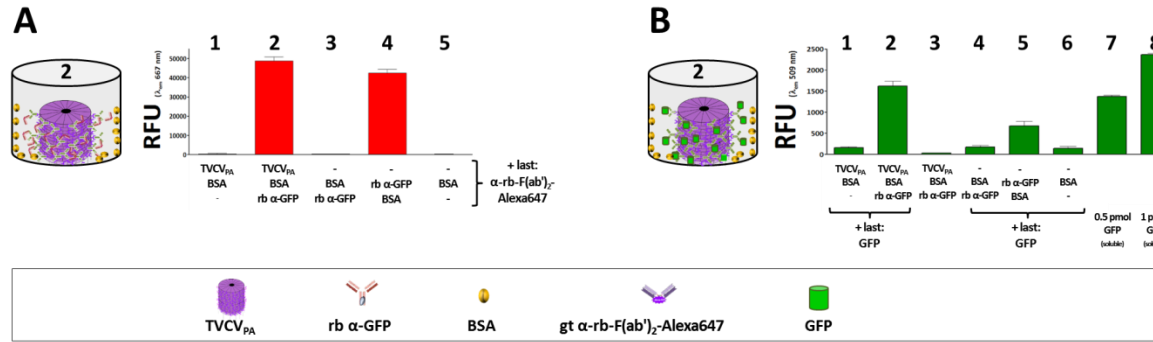 A
B
1 2 3 4 5
1 2 3 4 5 6 7 8
2
RFU (λem 667 nm)
50000
40000
30000
20000
10000
0
TVCVPA TVCVPA - - -
BSA BSA BSA rb α-GFP BSA
- rb α-GFP rb α-GFP BSA -
+ last:
α-rb-F(ab')2-
Alexa647
2
RFU (λem 509 nm)
2500
2000
1500
1000
500
0
TVCVPA TVCVPA TVCVPA - - -
BSA BSA BSA BSA rb α-GFP BSA
- rb α-GFP rb α-GFP rb α-GFP BSA -
+ last:
GFP
+ last:
GFP
0.5 pmol
GFP
(soluble)
1 p
G
(sol
TVCVPA rb α-GFP BSA gt α-rb-F(ab')2-Alexa647 GFP